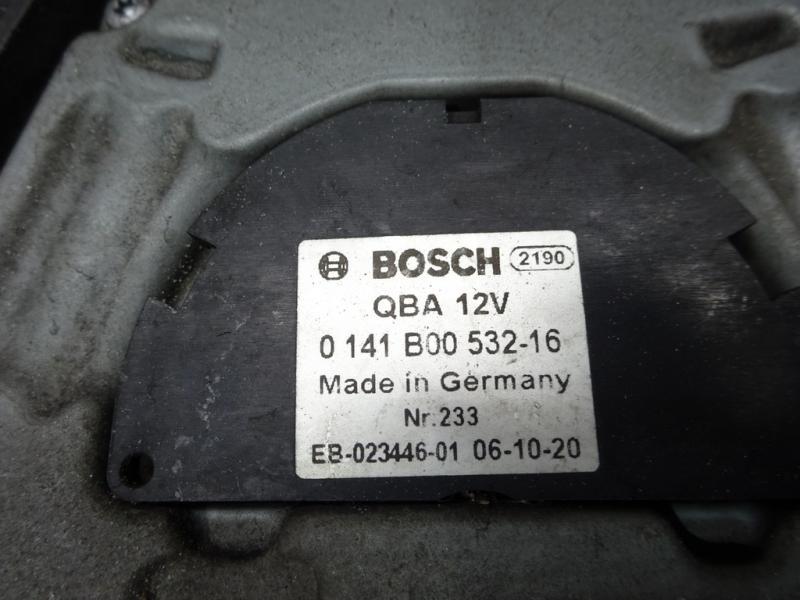 BOSCH 2190
QBA 12V
0 141 B00 532-16
Made in Germany
Nr.233
EB-023446-01 06-10-20